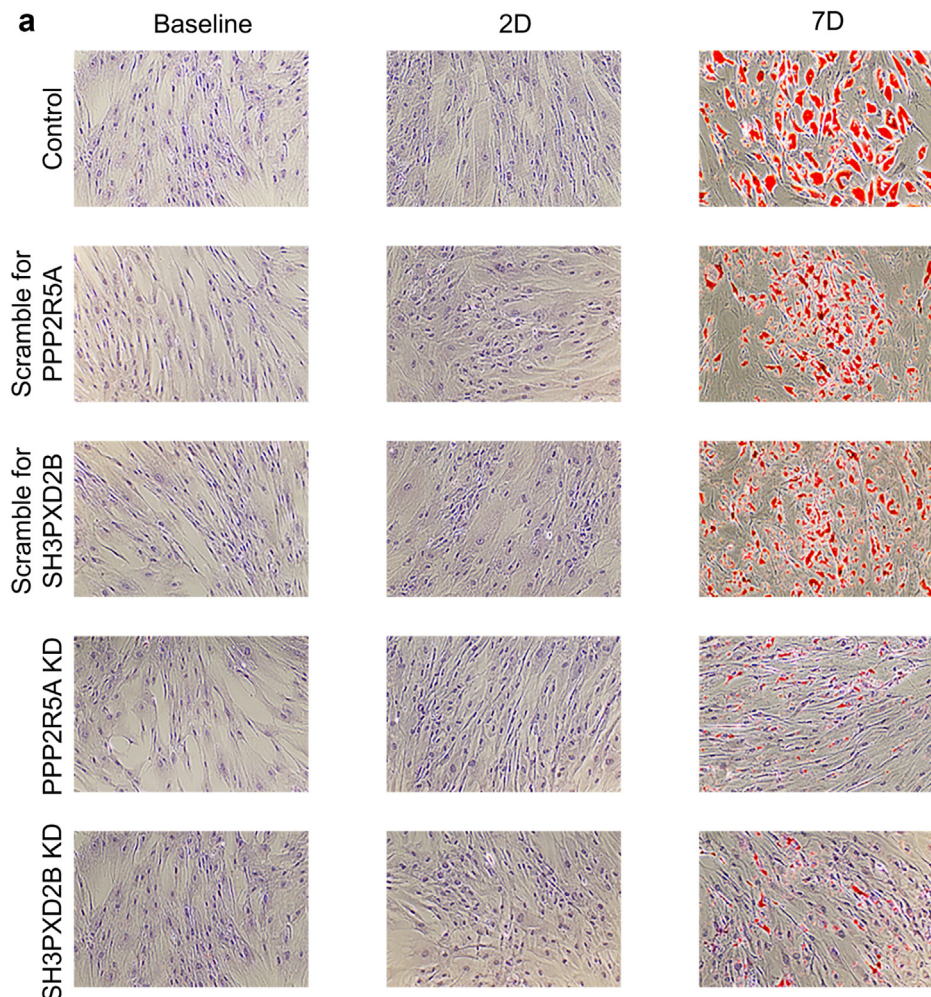 a
Baseline
2D
7D
Control
Scramble for
PPP2R5A
Scramble for
SH3PXD2B
PPP2R5A KD
SH3PXD2B KD